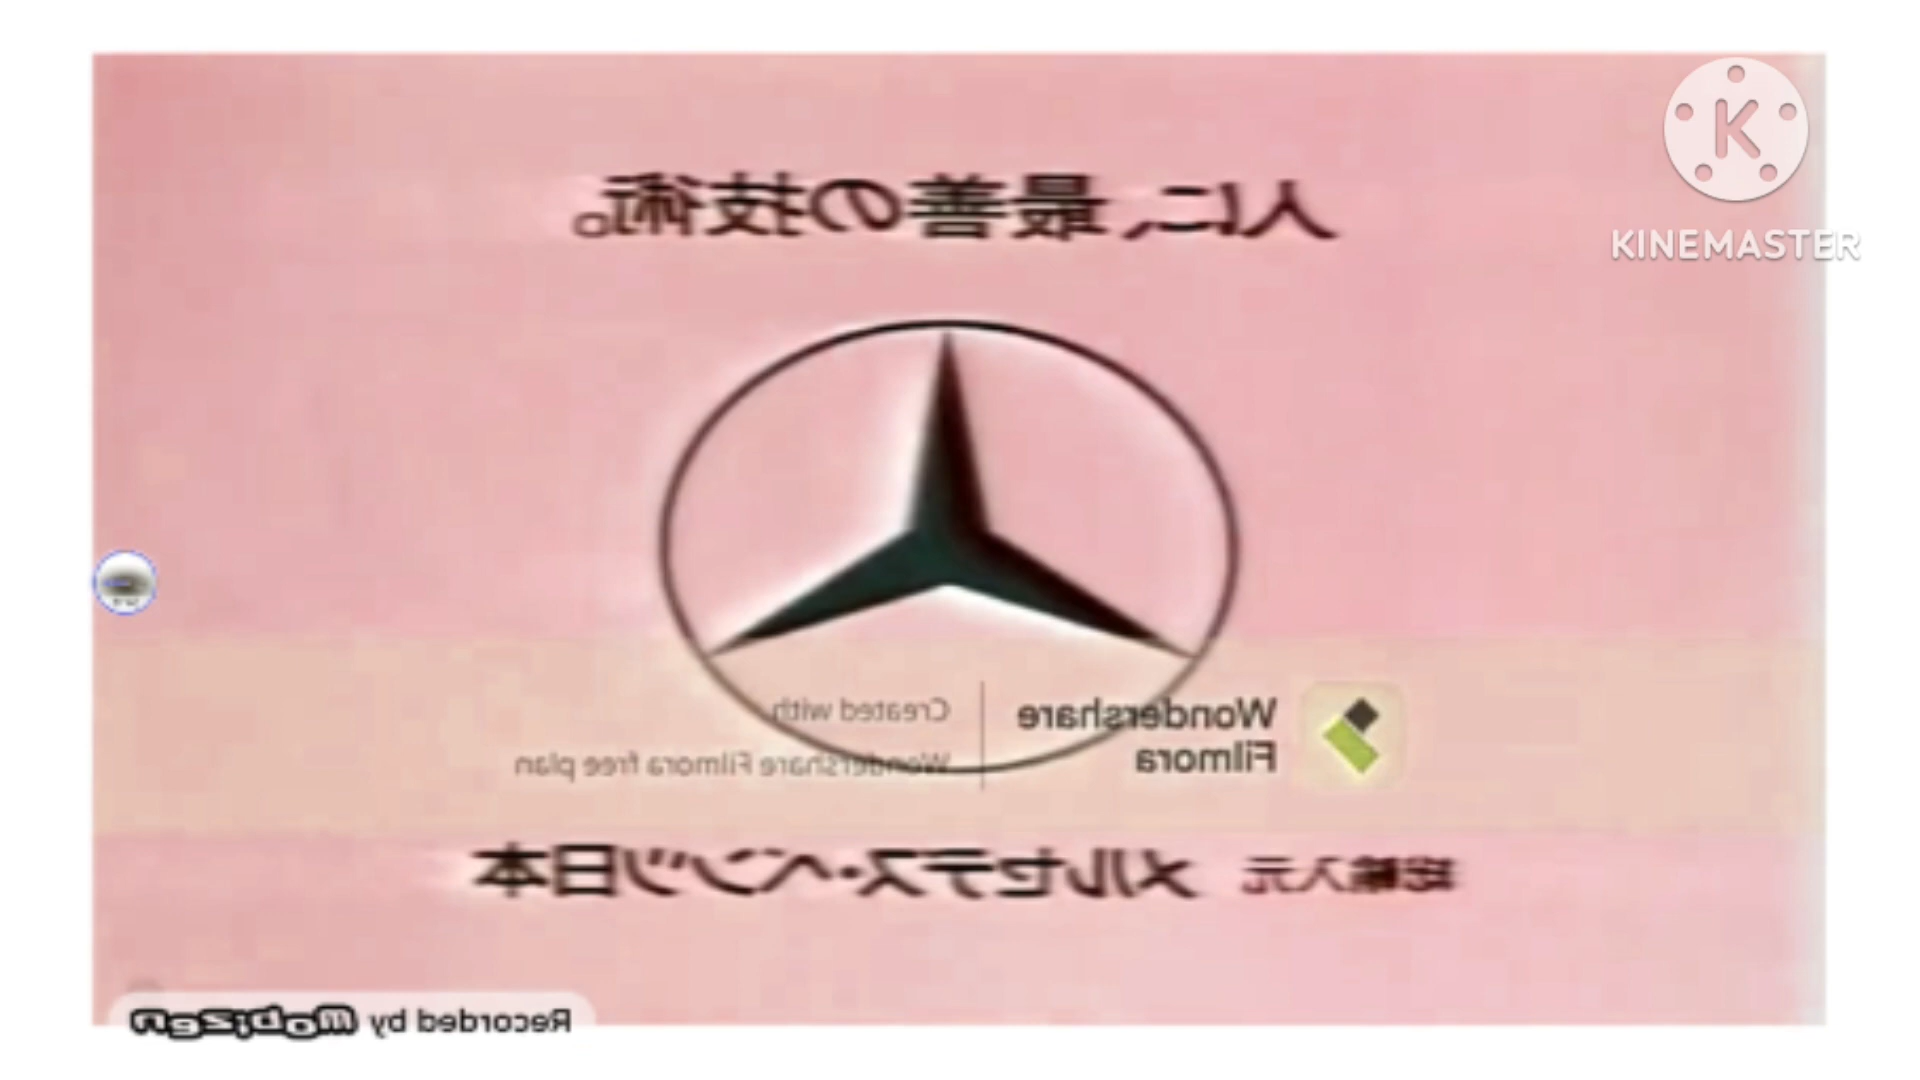 人に、最善の技術。
K
KINEMASTER
Wondershare
Filmora
Created with
Wondershare Filmora free plan
総輸入元 メルセデス・ベンツ日本
Recorded by Mobizen